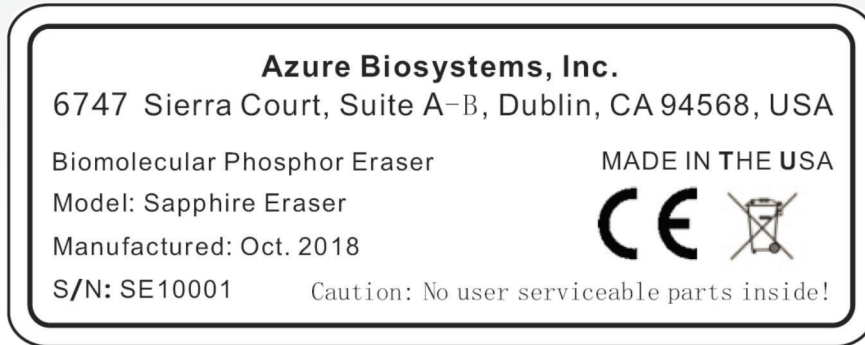 Azure Biosystems, Inc.
6747 Sierra Court, Suite A-B, Dublin, CA 94568, USA
Biomolecular Phosphor Eraser
MADE IN THE USA
Model: Sapphire Eraser
Manufactured: Oct. 2018
CE
S/N: SE10001
Caution: No user serviceable parts inside!